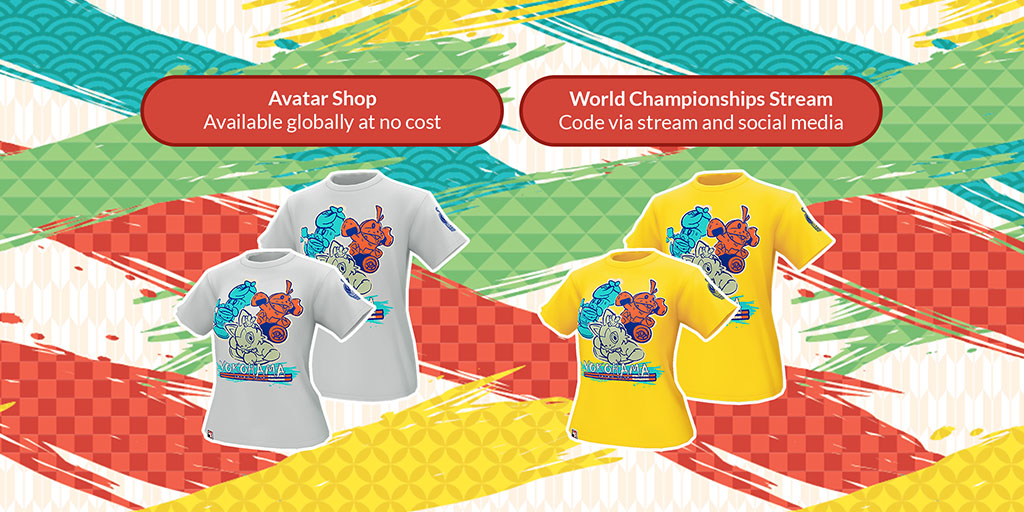 Avatar Shop
Available globally at no cost
World Championships Stream
Code via stream and social media
YOKOHAMA
YOKOHAMA